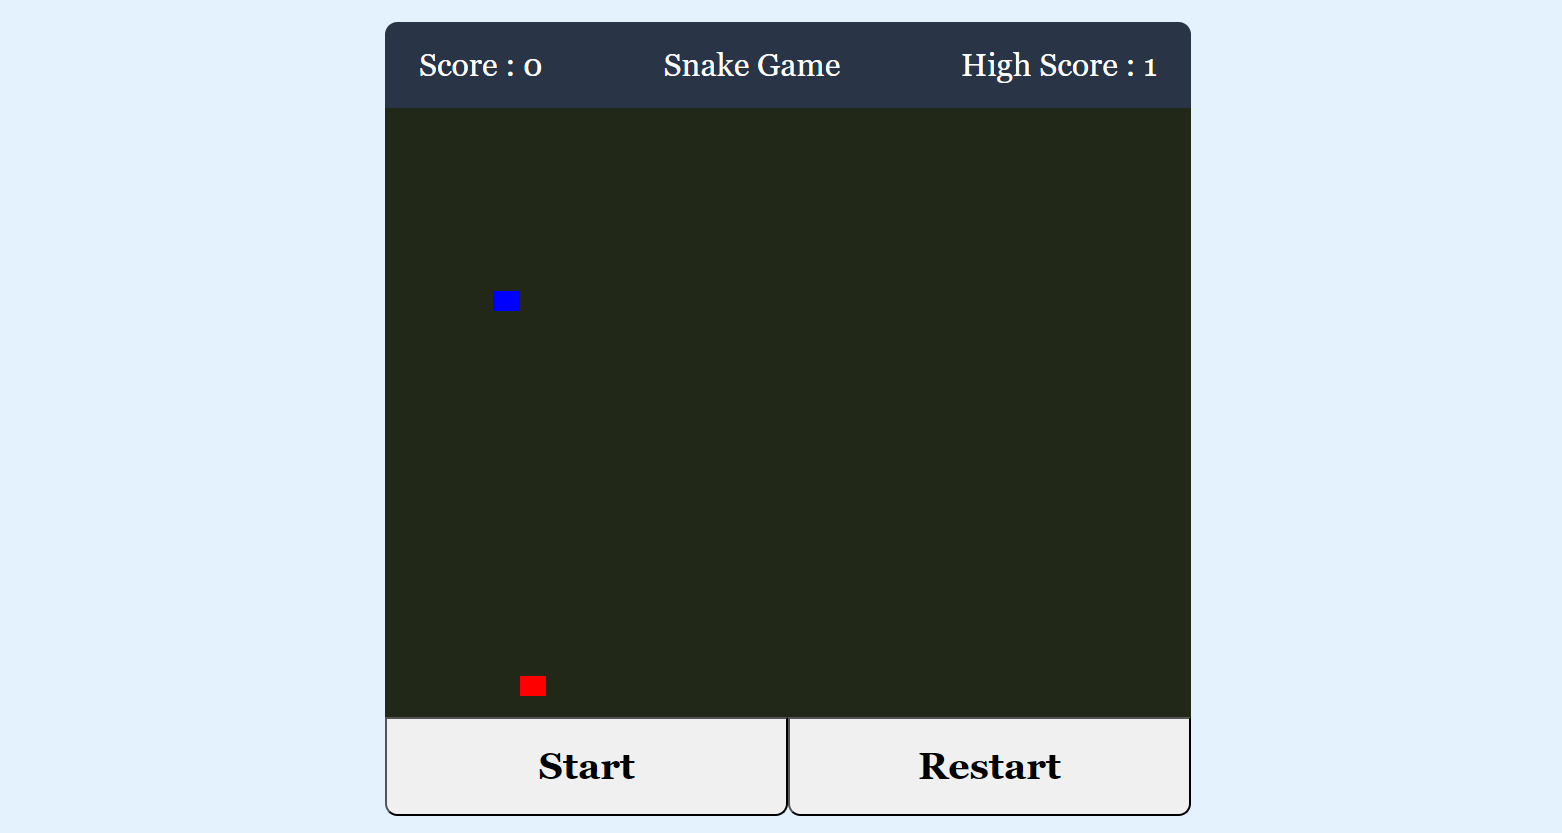 Score : 0
Snake Game
High Score : 1
Start
Restart